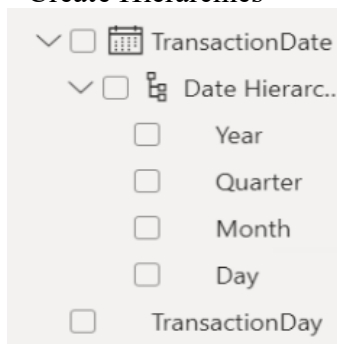 Create Hierarchies
TransactionDate
Date Hierarc...
Year
Quarter
Month
Day
TransactionDay